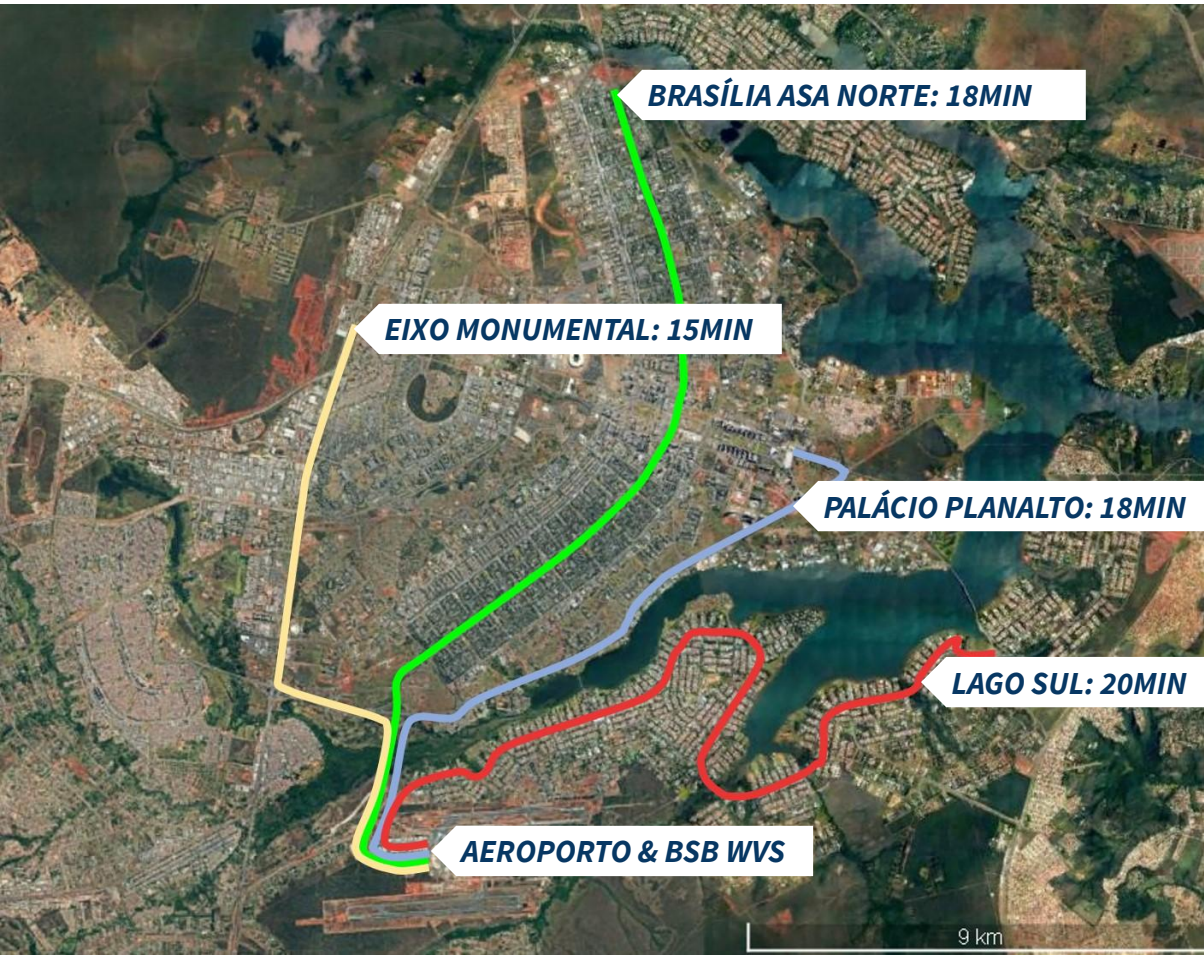 BRASÍLIA ASA NORTE: 18MIN
EIXO MONUMENTAL: 15MIN
PALÁCIO PLANALTO: 18MIN
LAGO SUL: 20MIN
AEROPORTO & BSB WVS
9 km